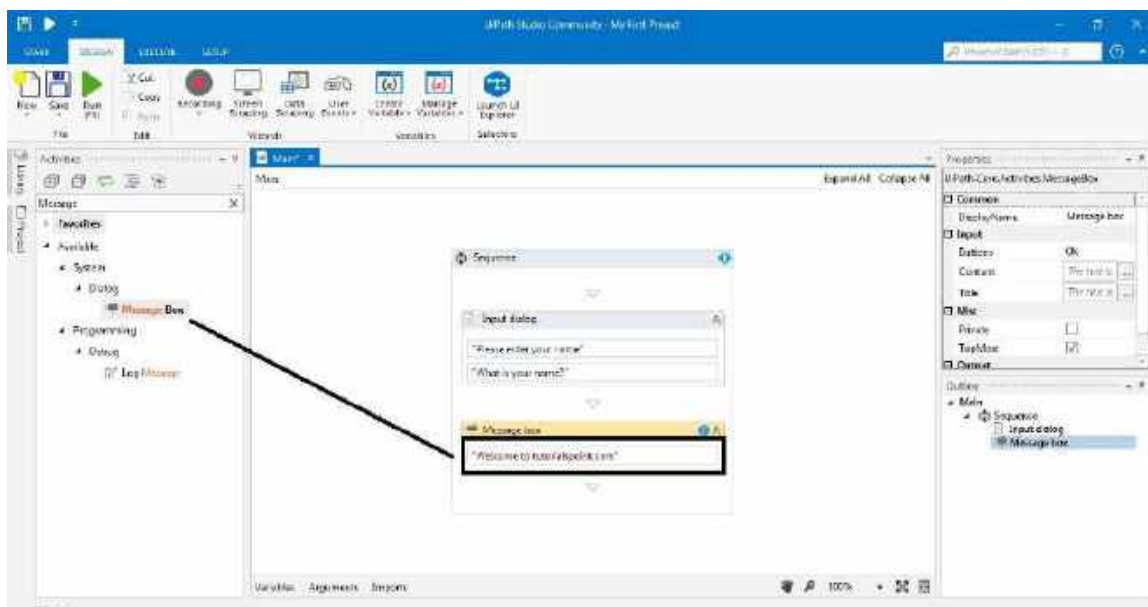 UiPath Studio Community - My First Project
START DESIGN EXECUTE SETUP
New Save Run Cut Copy Recording Screen Scraping Data Scraping User Events Create Variable Manage Variables Launch UI Explorer
File Edit Wizards Variables Selectors
Library
Project
Activities
Message
Favorites
Available
System
Dialog
Message Box
Programming
Debug
Log Message
Main*
Main
Expand All Collapse All
Sequence
Input dialog
"Please enter your name"
"What is your name?"
Message box
"Welcome to tutorialspoint.com"
Variables Arguments Imports
100%
Properties
UiPath.Core.Activities.MessageBox
Common
DisplayName Message box
Input
Buttons Ok
Content
Title
Misc
Private
TopMost
Output
Outline
Main
Sequence
Input dialog
Message box